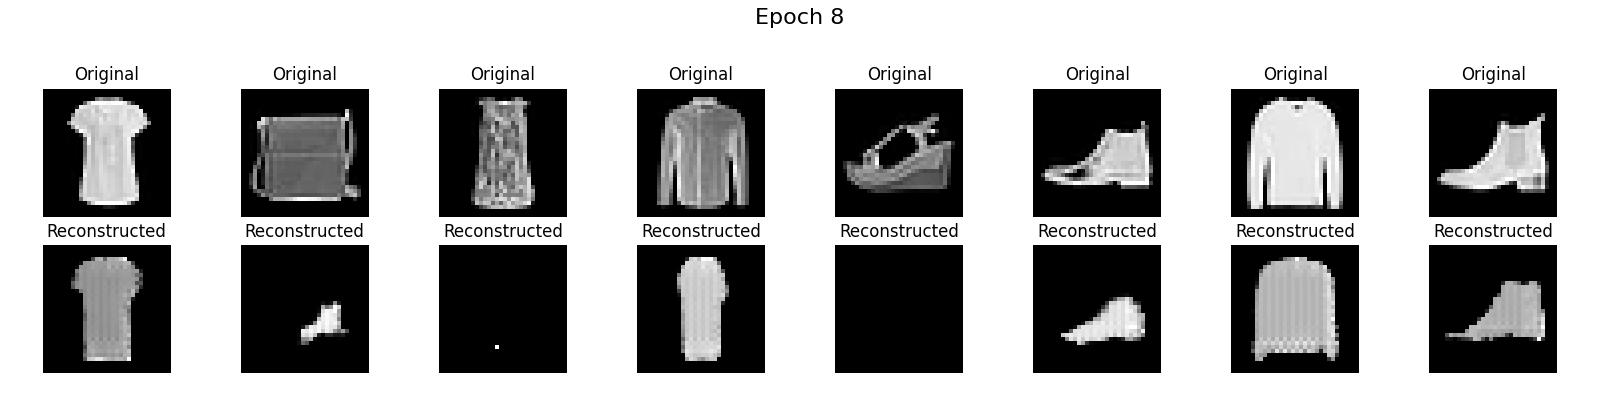 Epoch 8
Original Original Original Original Original Original Original Original
Reconstructed Reconstructed Reconstructed Reconstructed Reconstructed Reconstructed Reconstructed Reconstructed